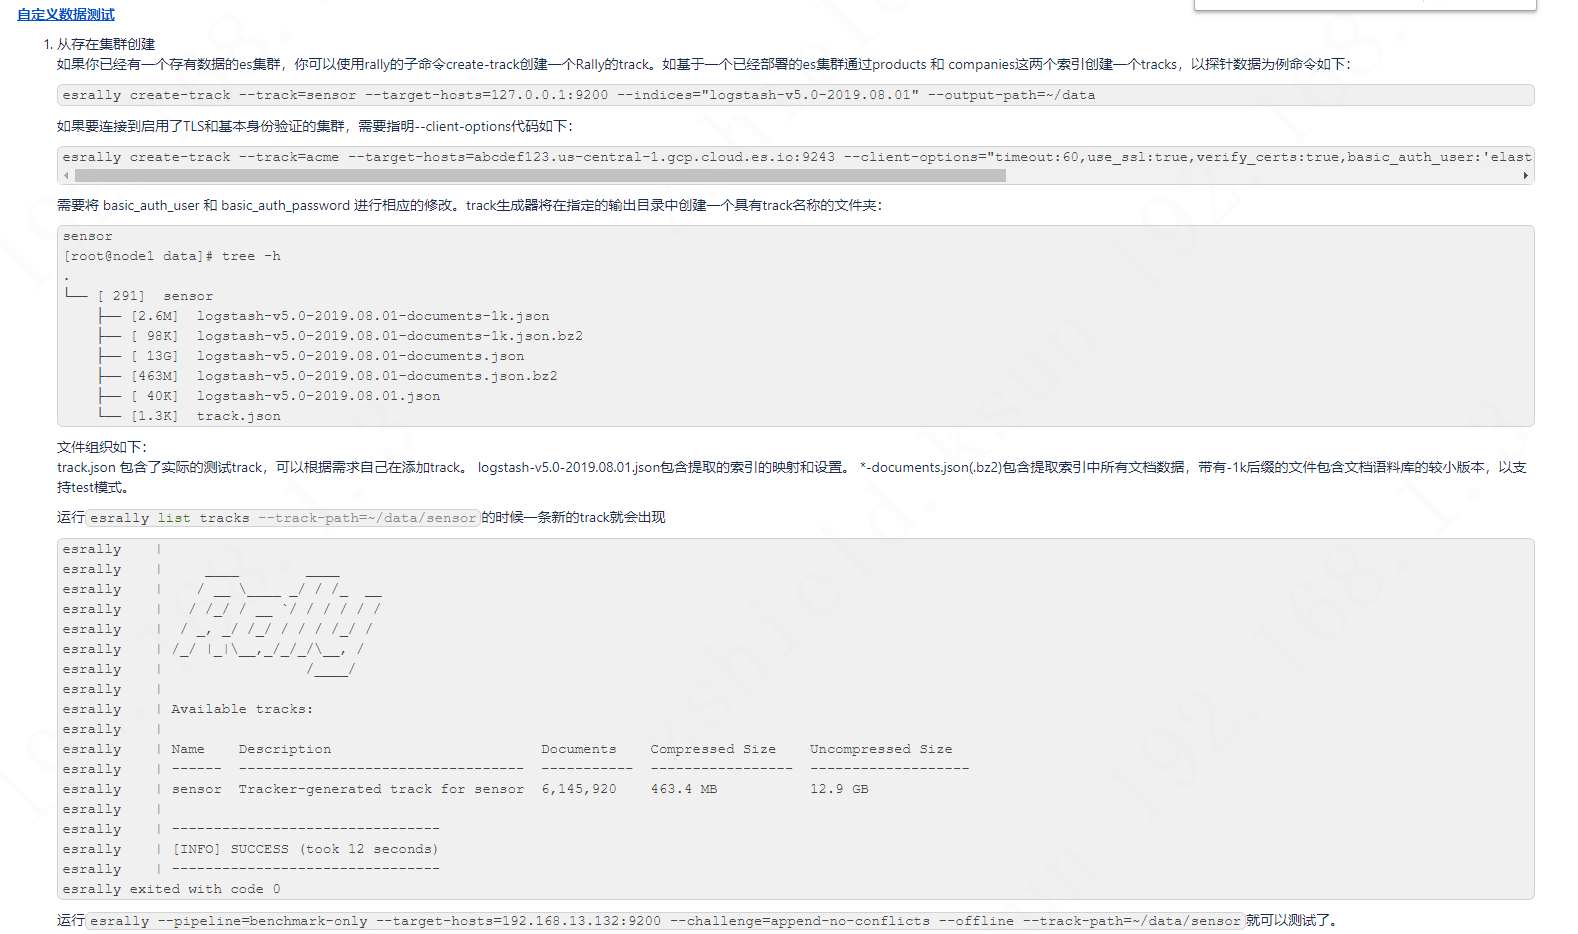 自定义数据测试
1. 从存在集群创建
如果你已经有一个存有数据的es集群，你可以使用rally的子命令create-track创建一个Rally的track。如基于一个已经部署的es集群通过products 和 companies这两个索引创建一个tracks，以探针数据为例命令如下：
esrally create-track --track=sensor --target-hosts=127.0.0.1:9200 --indices="logstash-v5.0-2019.08.01" --output-path=~/data
如果要连接到启用了TLS和基本身份验证的集群，需要指明--client-options代码如下：
esrally create-track --track=acme --target-hosts=abcdef123.us-central-1.gcp.cloud.es.io:9243 --client-options="timeout:60,use_ssl:true,verify_certs:true,basic_auth_user:'elast
需要将 basic_auth_user 和 basic_auth_password 进行相应的修改。track生成器将在指定的输出目录中创建一个具有track名称的文件夹：
sensor
[root@node1 data]# tree -h
.
└── [ 291]  sensor
    ├── [2.6M]  logstash-v5.0-2019.08.01-documents-1k.json
    ├── [ 98K]  logstash-v5.0-2019.08.01-documents-1k.json.bz2
    ├── [ 13G]  logstash-v5.0-2019.08.01-documents.json
    ├── [463M]  logstash-v5.0-2019.08.01-documents.json.bz2
    ├── [ 40K]  logstash-v5.0-2019.08.01.json
    └── [1.3K]  track.json
文件组织如下：
track.json 包含了实际的测试track，可以根据需求自己在添加track。 logstash-v5.0-2019.08.01.json包含提取的索引的映射和设置。 *-documents.json(.bz2)包含提取索引中所有文档数据，带有-1k后缀的文件包含文档语料库的较小版本，以支
持test模式。
运行esrally list tracks --track-path=~/data/sensor的时候一条新的track就会出现
esrally    |
esrally    |     ____        ____
esrally    |    / __ \____ _/ / /_  __
esrally    |   / /_/ / __ `/ / / / / /
esrally    |  / _, _/ /_/ / / / /_/ /
esrally    | /_/ |_|\__,_/_/_/\__, /
esrally    |                 /____/
esrally    |
esrally    | Available tracks:
esrally    |
esrally    | Name    Description                         Documents    Compressed Size    Uncompressed Size
esrally    | ------  ----------------------------------  -----------  -----------------  -------------------
esrally    | sensor  Tracker-generated track for sensor  6,145,920    463.4 MB           12.9 GB
esrally    |
esrally    | --------------------------------
esrally    | [INFO] SUCCESS (took 12 seconds)
esrally    | --------------------------------
esrally exited with code 0
运行esrally --pipeline=benchmark-only --target-hosts=192.168.13.132:9200 --challenge=append-no-conflicts --offline --track-path=~/data/sensor就可以测试了。